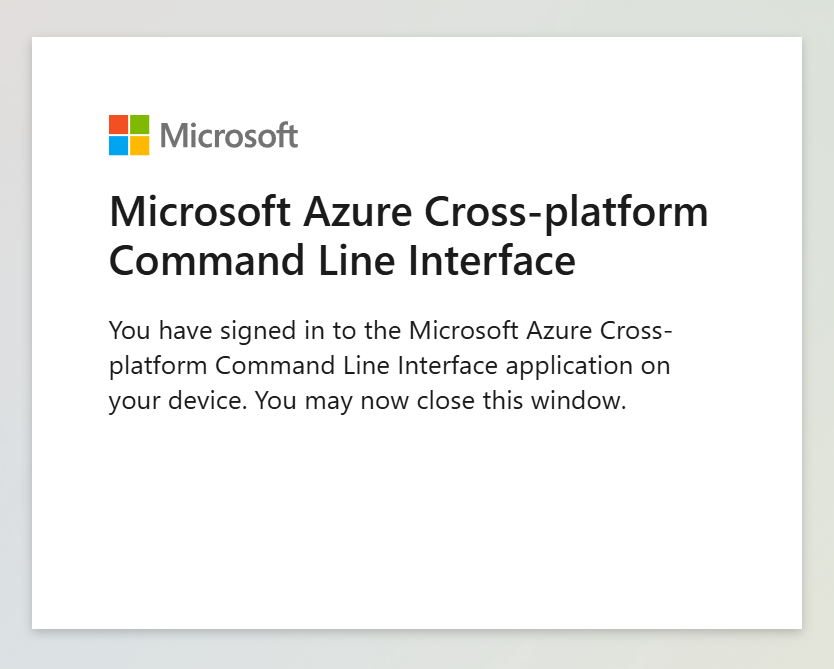 Microsoft
Microsoft Azure Cross-platform
Command Line Interface
You have signed in to the Microsoft Azure Cross-
platform Command Line Interface application on
your device. You may now close this window.